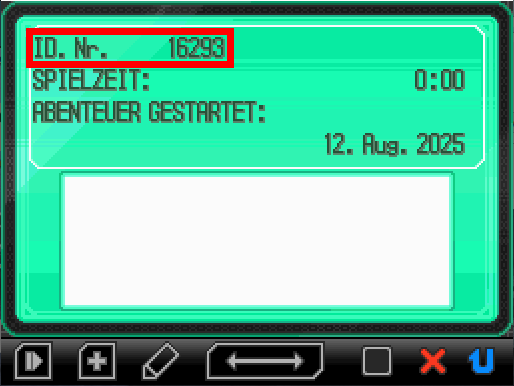 ID. Nr. 16293
SPIELZEIT: 0:00
ABENTEUER GESTARTET:
12. Aug. 2025